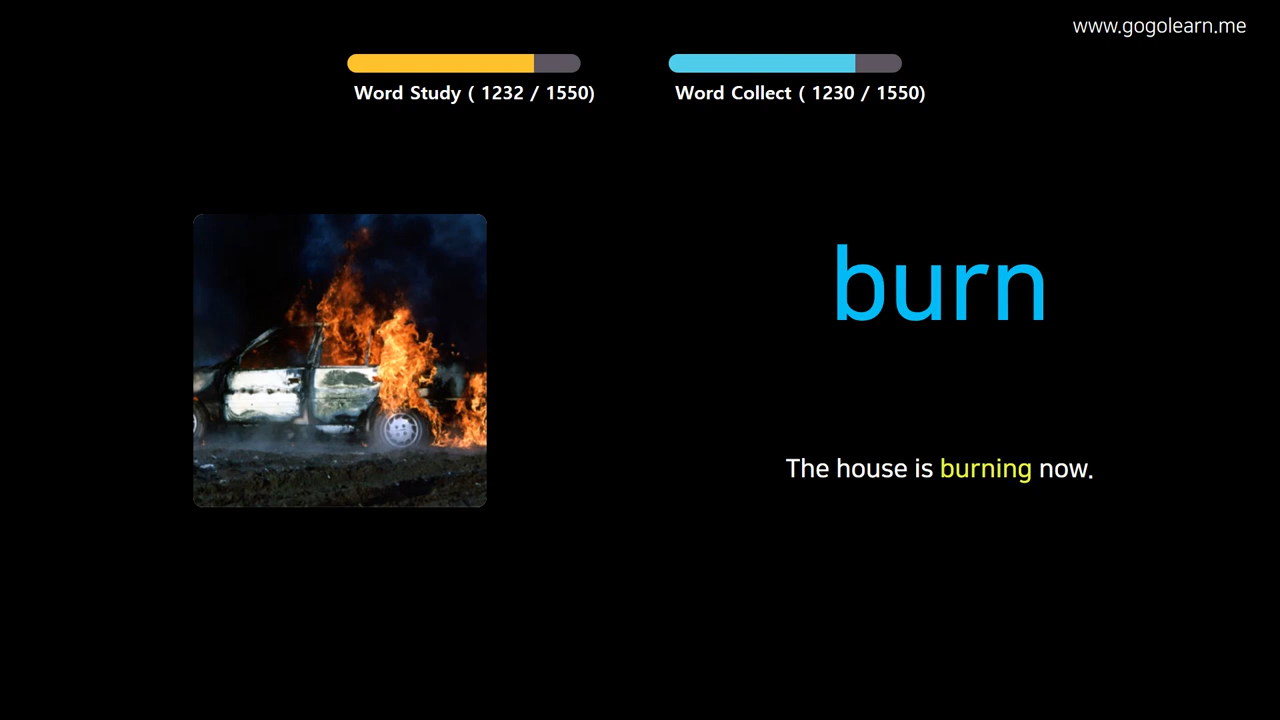 www.gogolearn.me
Word Study ( 1232 / 1550)
Word Collect ( 1230 / 1550)
burn
The house is burning now.